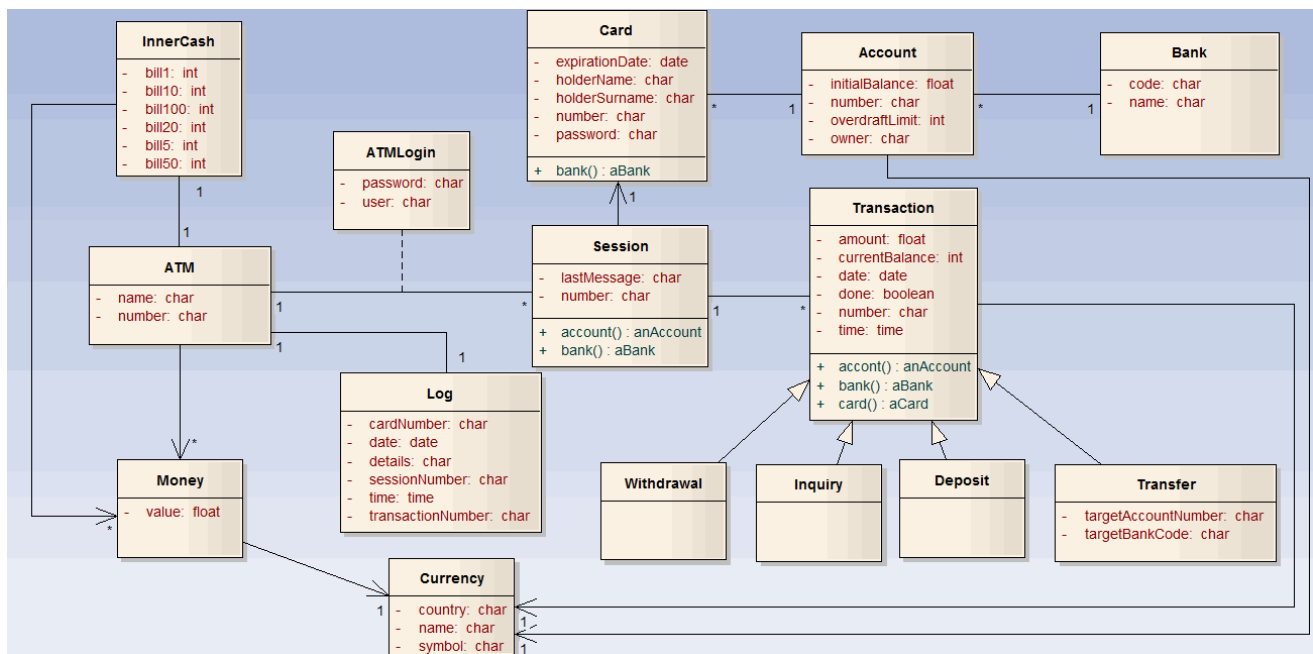 InnerCash
- bill1: int
- bill10: int
- bill100: int
- bill20: int
- bill5: int
- bill50: int
1
1
ATMLogin
- password: char
- user: char
Card
- expirationDate: date
- holderName: char
- holderSurname: char
- number: char
- password: char
+ bank() : aBank
*
1
Account
- initialBalance: float
- number: char
- overdraftLimit: int
- owner: char
*
1
Bank
- code: char
- name: char
1
ATM
- name: char
- number: char
1
*
1
1
Session
- lastMessage: char
- number: char
+ account() : anAccount
+ bank() : aBank
1
*
Transaction
- amount: float
- currentBalance: int
- date: date
- done: boolean
- number: char
- time: time
+ accont() : anAccount
+ bank() : aBank
+ card() : aCard
Log
- cardNumber: char
- date: date
- details: char
- sessionNumber: char
- time: time
- transactionNumber: char
*
Money
- value: float
*
Withdrawal
Inquiry
Deposit
Transfer
- targetAccountNumber: char
- targetBankCode: char
Currency
- country: char
- name: char
- symbol: char
1
1
1